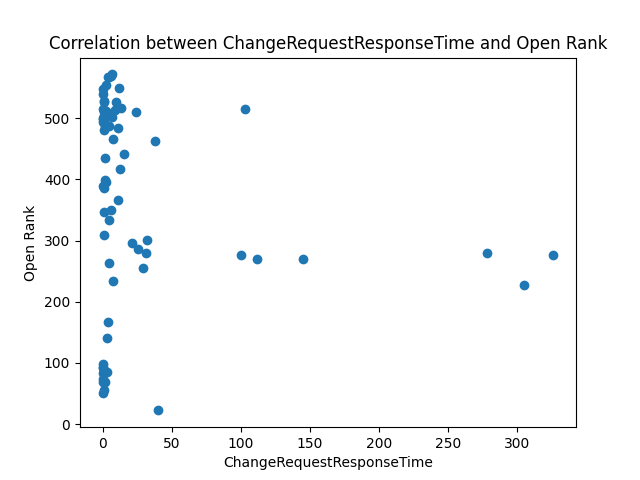 Correlation between ChangeRequestResponseTime and Open Rank
500
400
300
200
100
0
Open Rank
0 50 100 150 200 250 300
ChangeRequestResponseTime